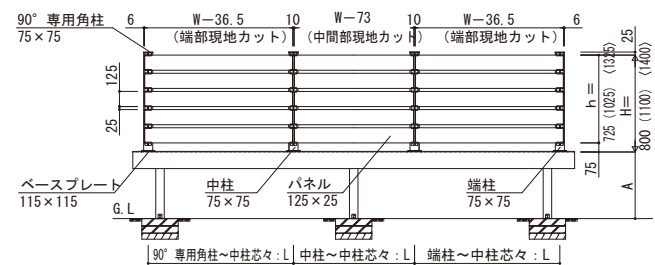 90°専用角柱
75×75
6
W−36.5
(端部現地カット)
10
W−73
(中間部現地カット)
10
W−36.5
(端部現地カット)
6
25
125
25
h=
725 (1025) 〈1325〉
H=
800 (1100) 〈1400〉
75
A
ベースプレート
115×115
中柱
75×75
パネル
125×25
端柱
75×75
G.L
90°専用角柱～中柱芯々:L
中柱～中柱芯々:L
端柱～中柱芯々:L